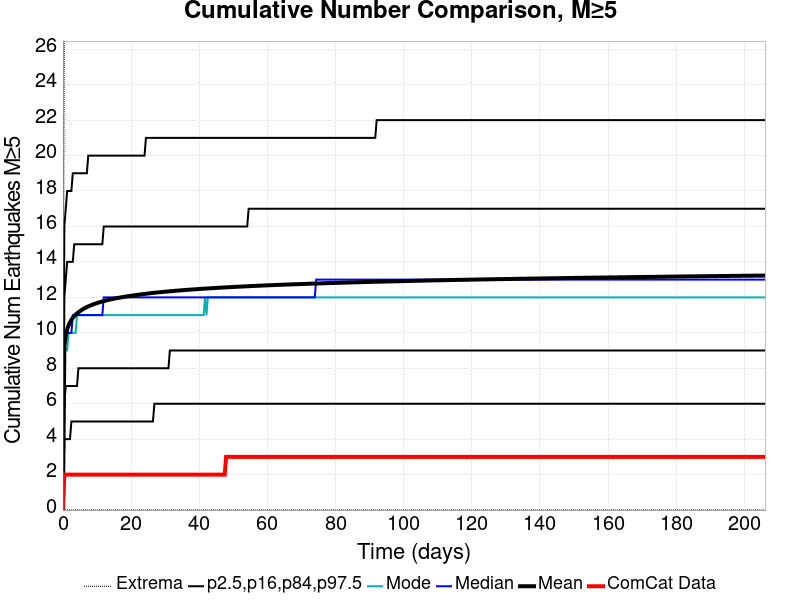 Cumulative Number Comparison, M≥5
Cumulative Num Earthquakes M≥5
26
24
22
20
18
16
14
12
10
8
6
4
2
0
0 20 40 60 80 100 120 140 160 180 200
Time (days)
Extrema p2.5,p16,p84,p97.5 Mode Median Mean ComCat Data